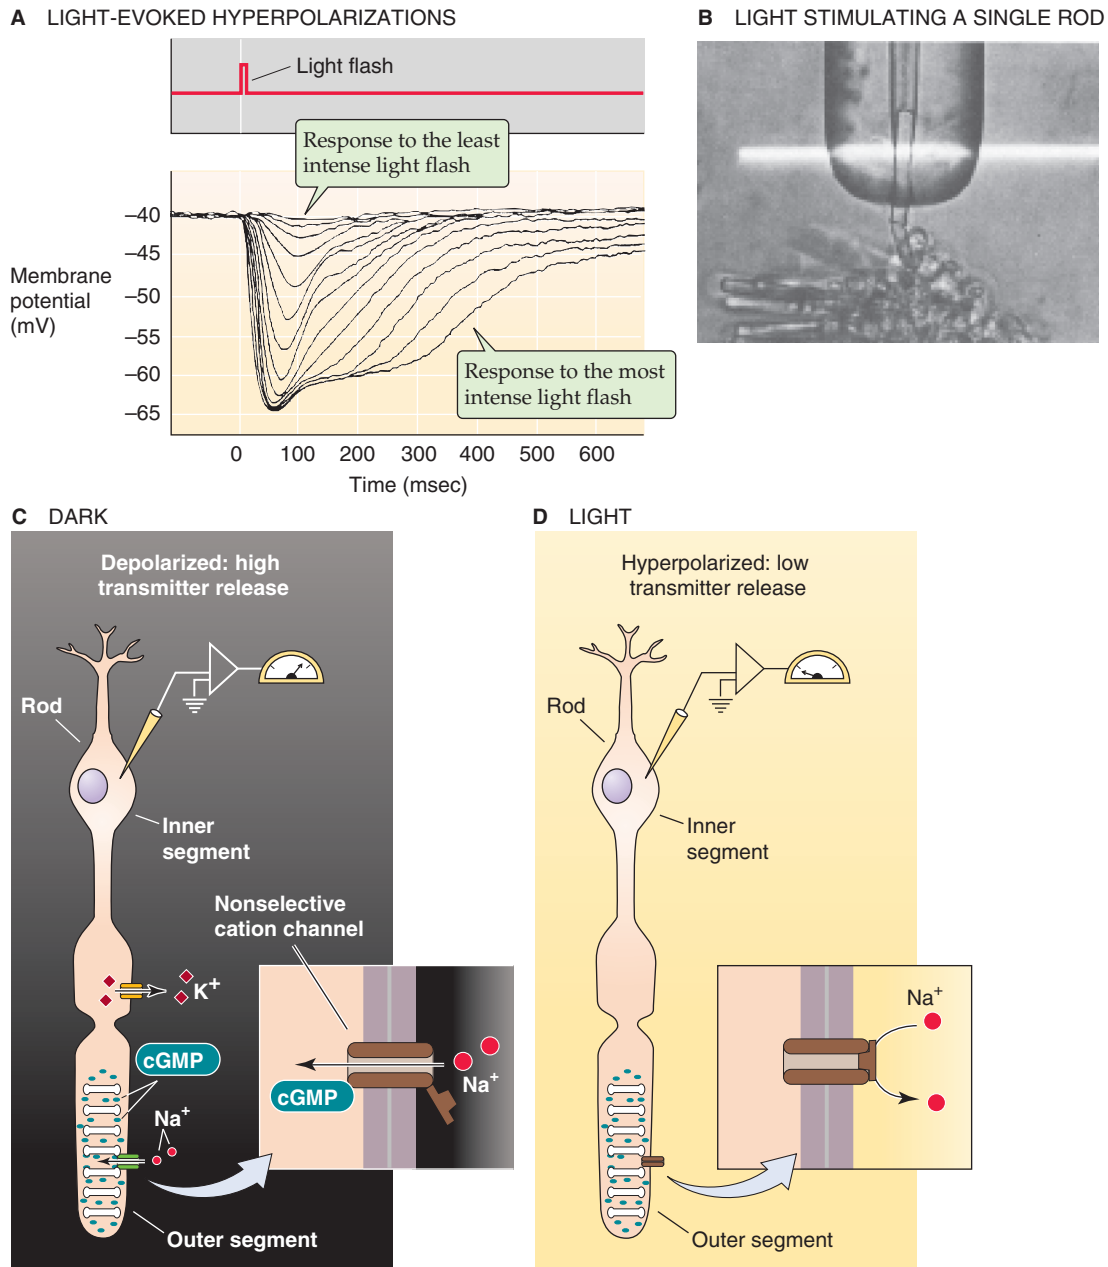 A LIGHT-EVOKED HYPERPOLARIZATIONS
Light flash
Response to the least
intense light flash
Membrane
potential
(mV)
–40
–45
–50
–55
–60
–65
Response to the most
intense light flash
0 100 200 300 400 500 600
Time (msec)
B LIGHT STIMULATING A SINGLE ROD
C DARK
Depolarized: high
transmitter release
Rod
Inner
segment
Nonselective
cation channel
K+
cGMP
Na+
cGMP
Na+
Outer segment
D LIGHT
Hyperpolarized: low
transmitter release
Rod
Inner
segment
Na+
Outer segment